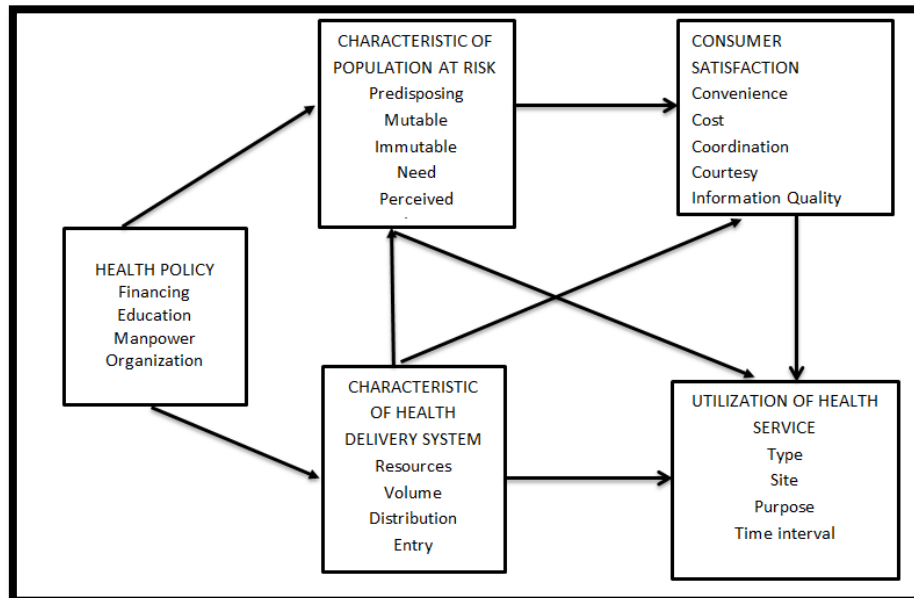 CHARACTERISTIC OF
POPULATION AT RISK
Predisposing
Mutable
Immutable
Need
Perceived
CONSUMER
SATISFACTION
Convenience
Cost
Coordination
Courtesy
Information Quality
HEALTH POLICY
Financing
Education
Manpower
Organization
CHARACTERISTIC
OF HEALTH
DELIVERY SYSTEM
Resources
Volume
Distribution
Entry
UTILIZATION OF HEALTH
SERVICE
Type
Site
Purpose
Time interval